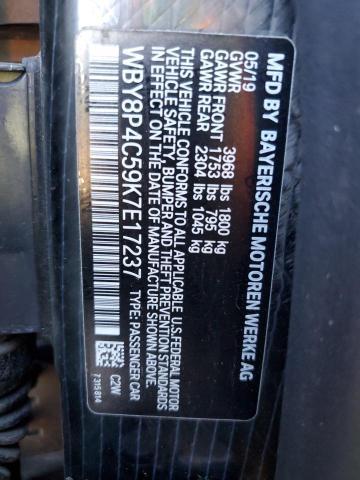 MFD BY BAYERISCHE MOTOREN WERKE AG
05/19
GVWR 3968 lbs 1800 kg
GAWR FRONT 1753 lbs 795 kg
GAWR REAR 2304 lbs 1045 kg
THIS VEHICLE CONFORMS TO ALL APPLICABLE U.S.FEDERAL MOTOR
VEHICLE SAFETY, BUMPER AND THEFT PREVENTION STANDARDS
IN EFFECT ON THE DATE OF MANUFACTURE SHOWN ABOVE.
WBY8P4C59K7E17237 TYPE: PASSENGER CAR
C2W
7315814